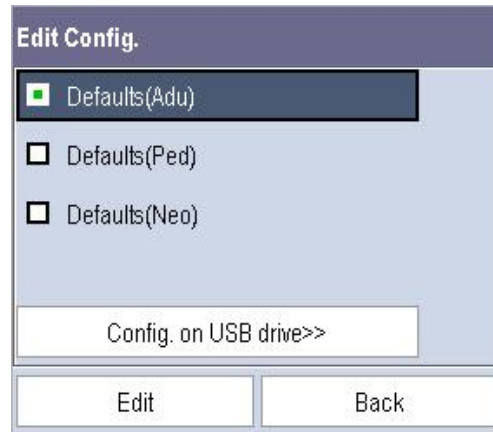 Edit Config.
Defaults(Adu)
Defaults(Ped)
Defaults(Neo)
Config. on USB drive>>
Edit
Back